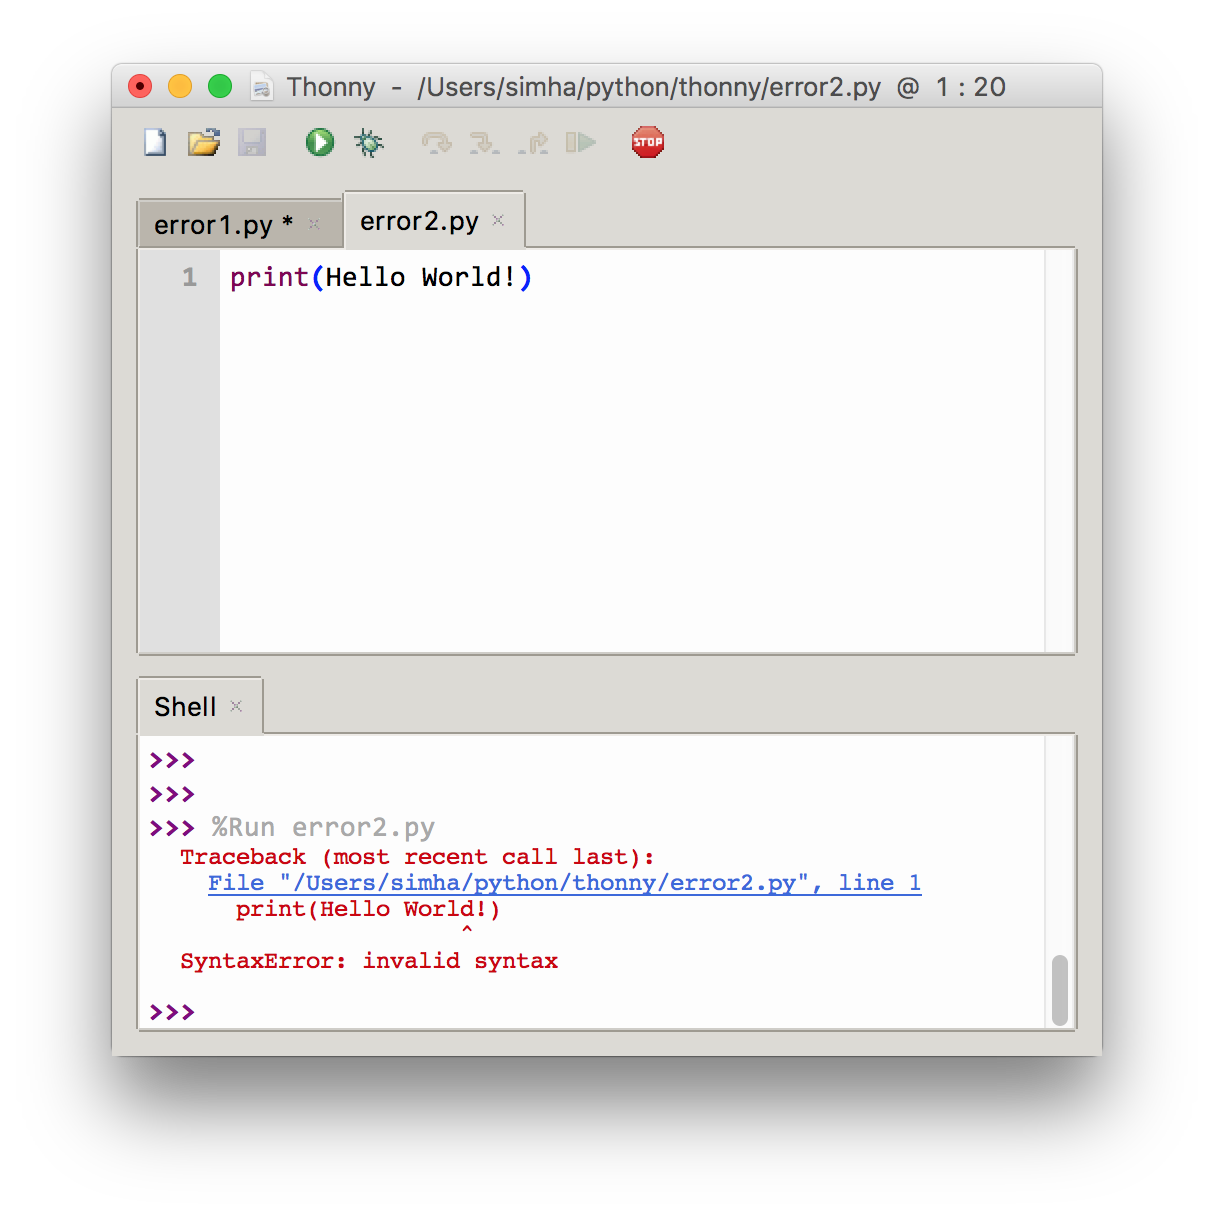 Thonny - /Users/simha/python/thonny/error2.py @ 1 : 20
STOP
error1.py * × error2.py ×
1 print(Hello World!)
Shell ×
>>>
>>>
>>> %Run error2.py
Traceback (most recent call last):
File "/Users/simha/python/thonny/error2.py", line 1
print(Hello World!)
^
SyntaxError: invalid syntax
>>>